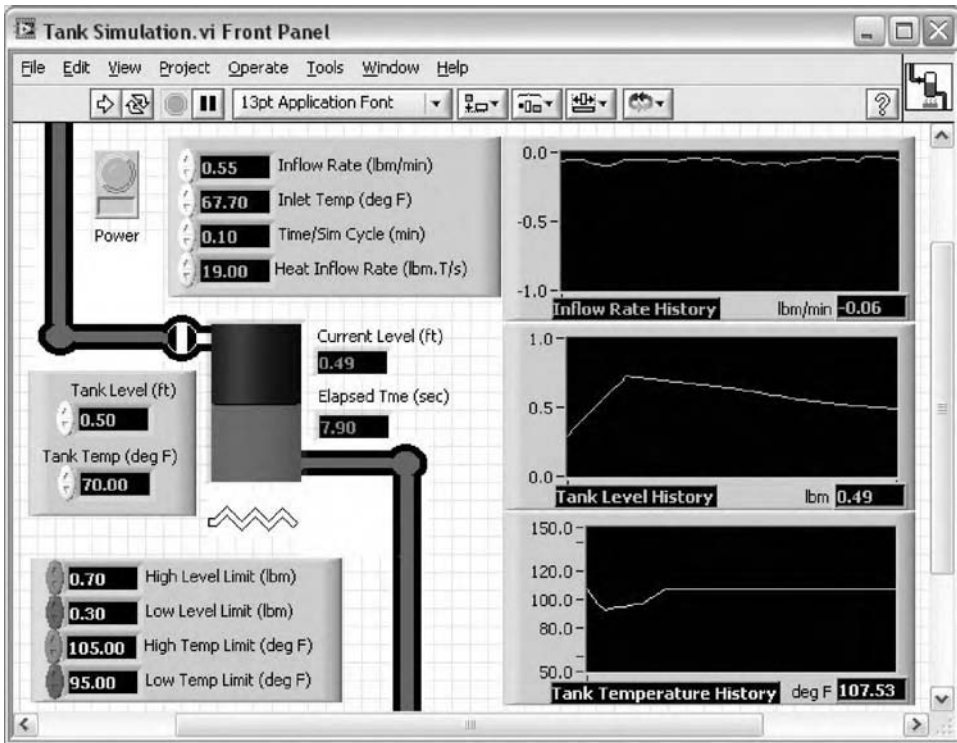 Tank Simulation.vi Front Panel
File Edit View Project Operate Tools Window Help
13pt Application Font
?
Power
0.55 Inflow Rate (lbm/min)
67.70 Inlet Temp (deg F)
0.10 Time/Sim Cycle (min)
19.00 Heat Inflow Rate (lbm.T/s)
0.0
-0.5
-1.0
Inflow Rate History lbm/min -0.06
Current Level (ft)
0.49
Elapsed Tme (sec)
7.90
Tank Level (ft)
0.50
Tank Temp (deg F)
70.00
1.0
0.5
0.0
Tank Level History lbm 0.49
0.70 High Level Limit (lbm)
0.30 Low Level Limit (lbm)
105.00 High Temp Limit (deg F)
95.00 Low Temp Limit (deg F)
150.0
120.0
100.0
80.0
50.0
Tank Temperature History deg F 107.53